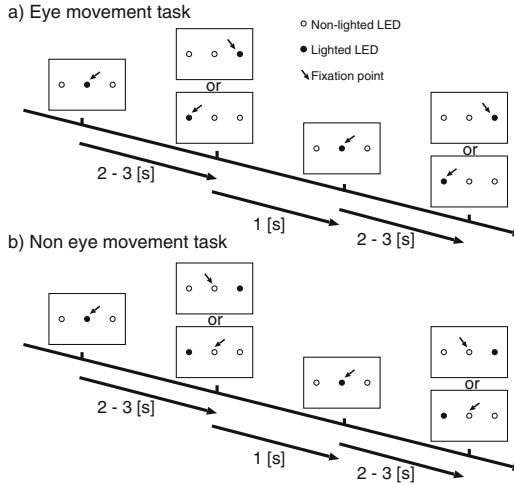 a) Eye movement task
Non-lighted LED
Lighted LED
Fixation point
or
or
2 - 3 [s]
1 [s]
2 - 3 [s]
b) Non eye movement task
or
or
2 - 3 [s]
1 [s]
2 - 3 [s]